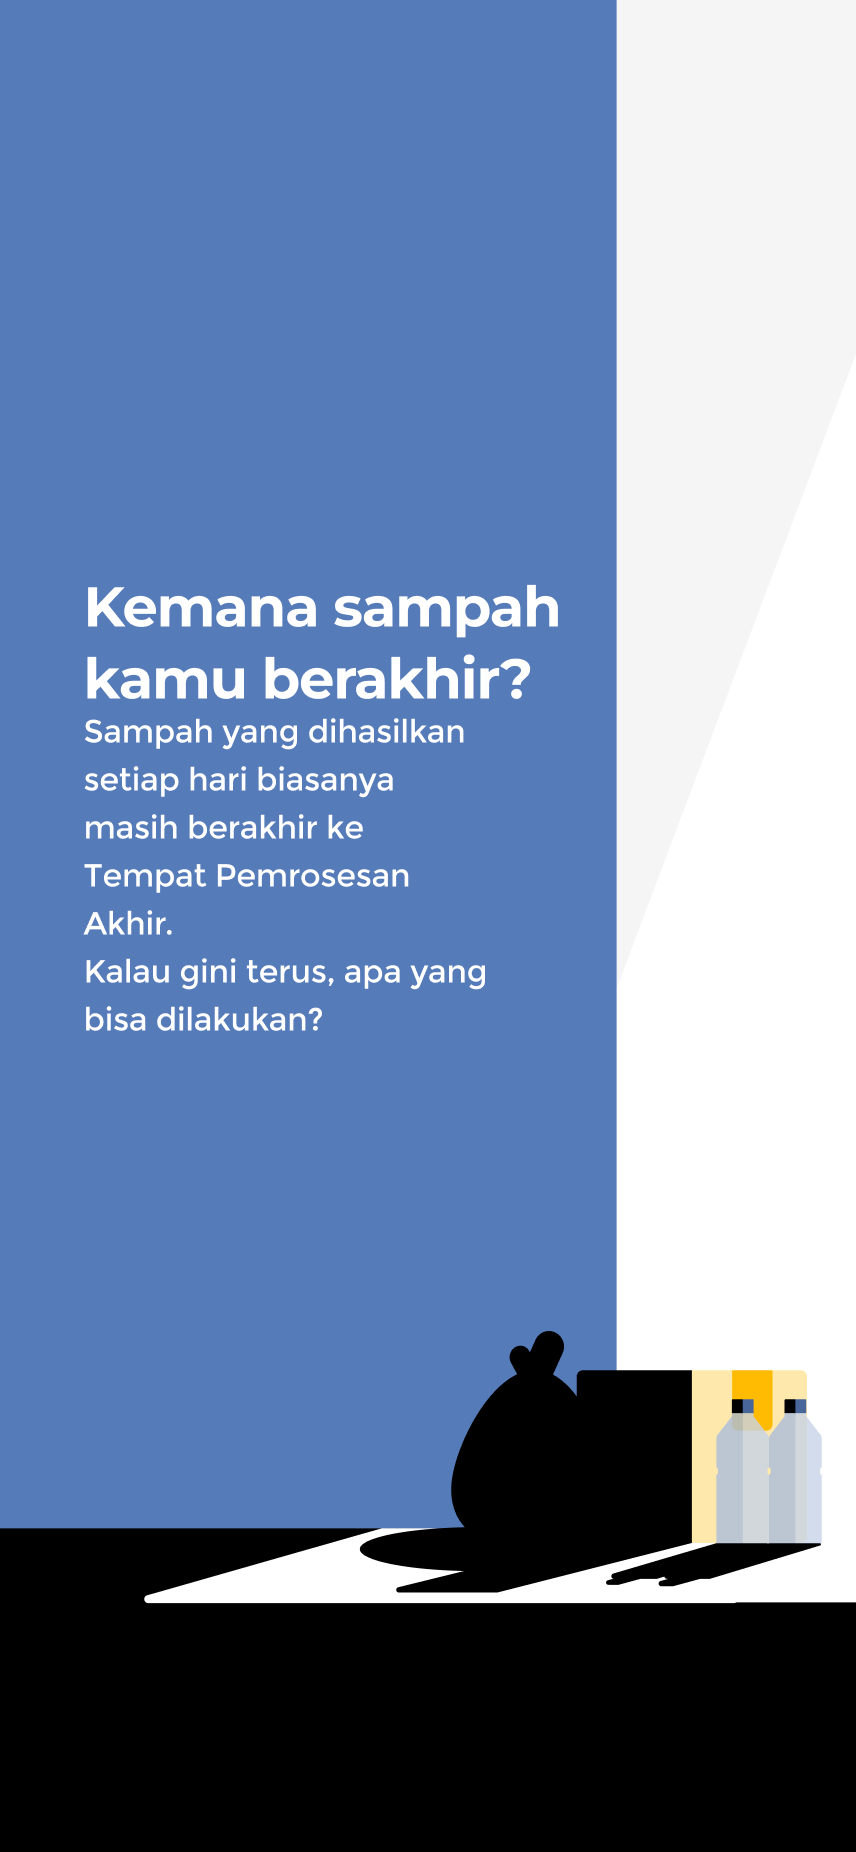 Kemana sampah
kamu berakhir?
Sampah yang dihasilkan
setiap hari biasanya
masih berakhir ke
Tempat Pemrosesan
Akhir.
Kalau gini terus, apa yang
bisa dilakukan?